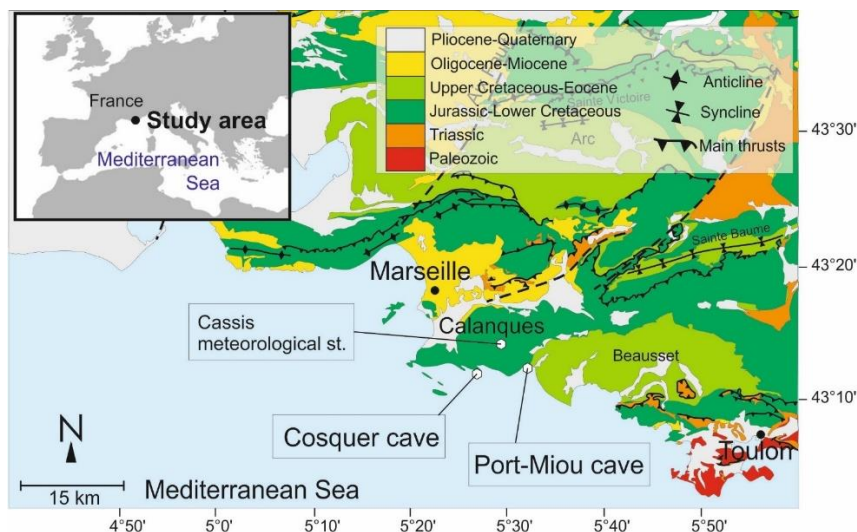 France
Study area
Mediterranean
Sea
Pliocene-Quaternary
Oligocene-Miocene
Upper Cretaceous-Eocene
Jurassic-Lower Cretaceous
Triassic
Paleozoic
Anticline
Syncline
Main thrusts
Sainte Victoire
Arc
43°30'
Sainte Baume
43°20'
Marseille
Cassis
meteorological st.
Calanques
Beausset
43°10'
Cosquer cave
Port-Miou cave
Toulon
N
15 km
Mediterranean Sea
4°50'
5°0'
5°10'
5°20'
5°30'
5°40'
5°50'